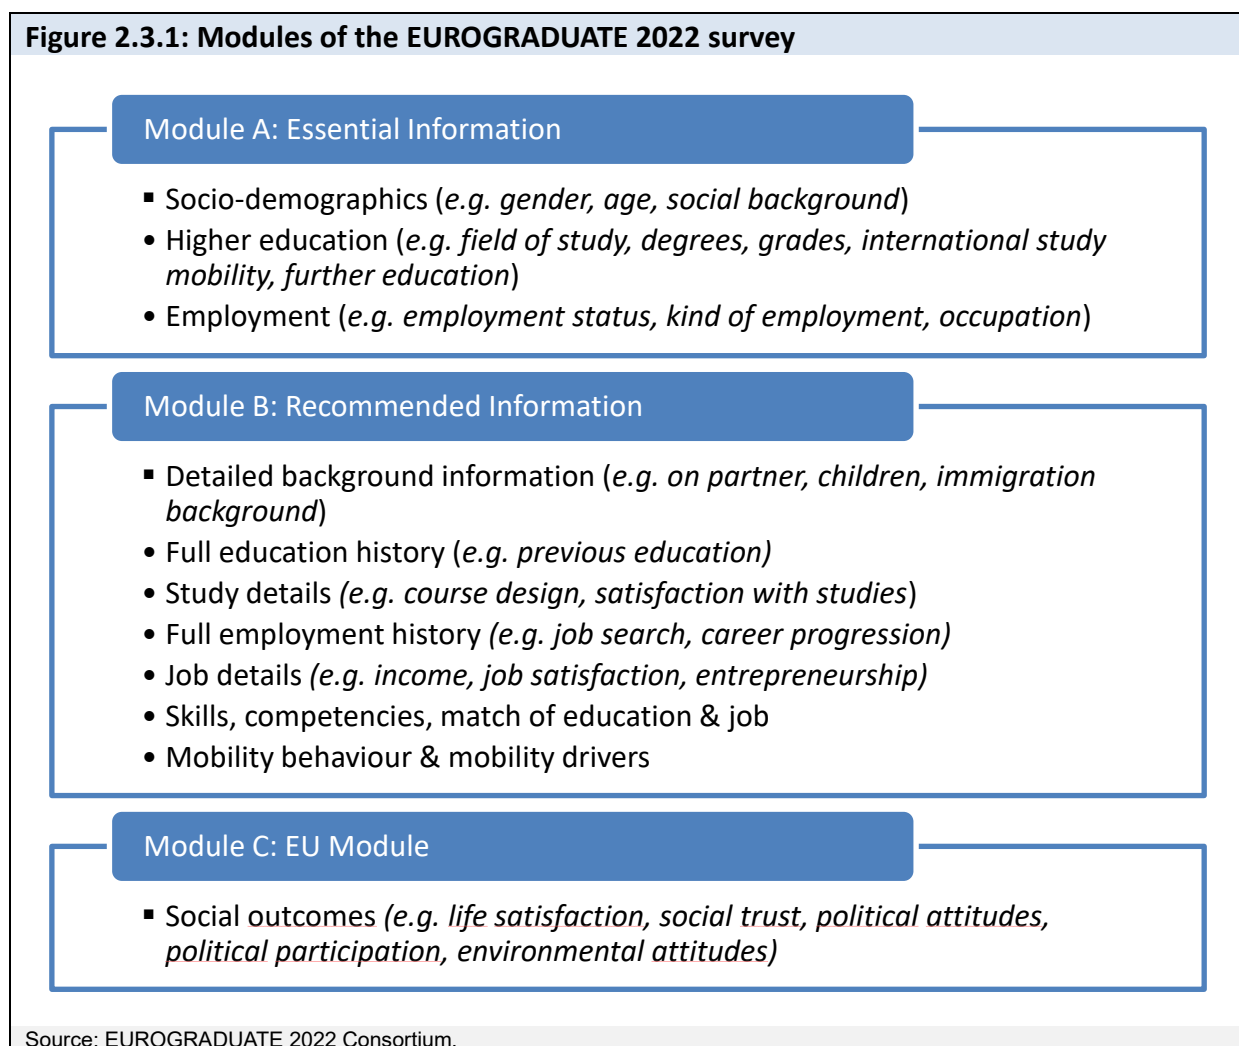 Figure 2.3.1: Modules of the EUROGRADUATE 2022 survey
Module A: Essential Information
▪ Socio-demographics (e.g. gender, age, social background)
• Higher education (e.g. field of study, degrees, grades, international study
mobility, further education)
• Employment (e.g. employment status, kind of employment, occupation)
Module B: Recommended Information
▪ Detailed background information (e.g. on partner, children, immigration
background)
• Full education history (e.g. previous education)
• Study details (e.g. course design, satisfaction with studies)
• Full employment history (e.g. job search, career progression)
• Job details (e.g. income, job satisfaction, entrepreneurship)
• Skills, competencies, match of education & job
• Mobility behaviour & mobility drivers
Module C: EU Module
▪ Social outcomes (e.g. life satisfaction, social trust, political attitudes,
political participation, environmental attitudes)
Source: EUROGRADUATE 2022 Consortium.